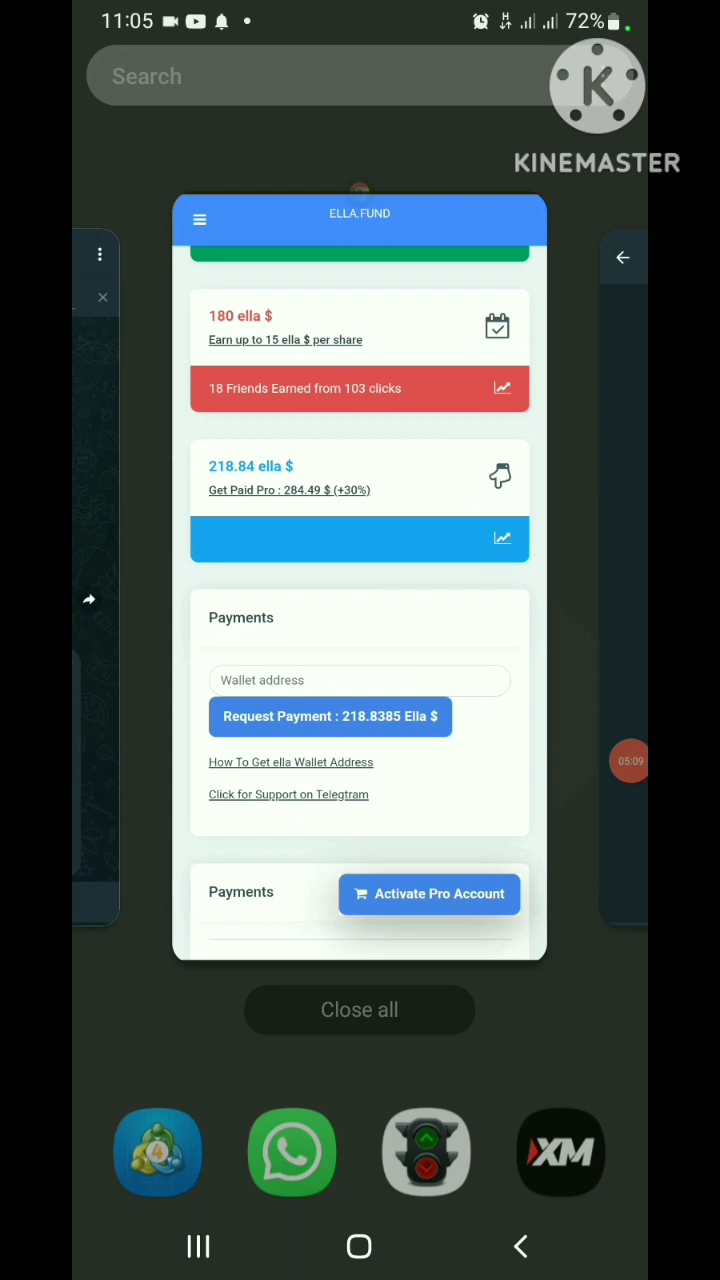 11:05
72%
Search
K
KINEMASTER
ELLA.FUND
180 ella $
Earn up to 15 ella $ per share
18 Friends Earned from 103 clicks
218.84 ella $
Get Paid Pro : 284.49 $ (+30%)
Payments
Wallet address
Request Payment : 218.8385 Ella $
05:09
How To Get ella Wallet Address
Click for Support on Telegtram
Payments
Activate Pro Account
Close all
4
XM